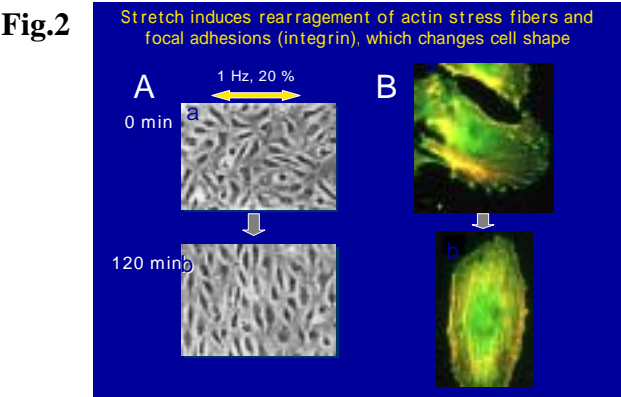 Fig.2
Stretch induces rearragement of actin stress fibers and
focal adhesions (integrin), which changes cell shape
1 Hz, 20 %
A
B
0 min
a
a
120 min
b
b